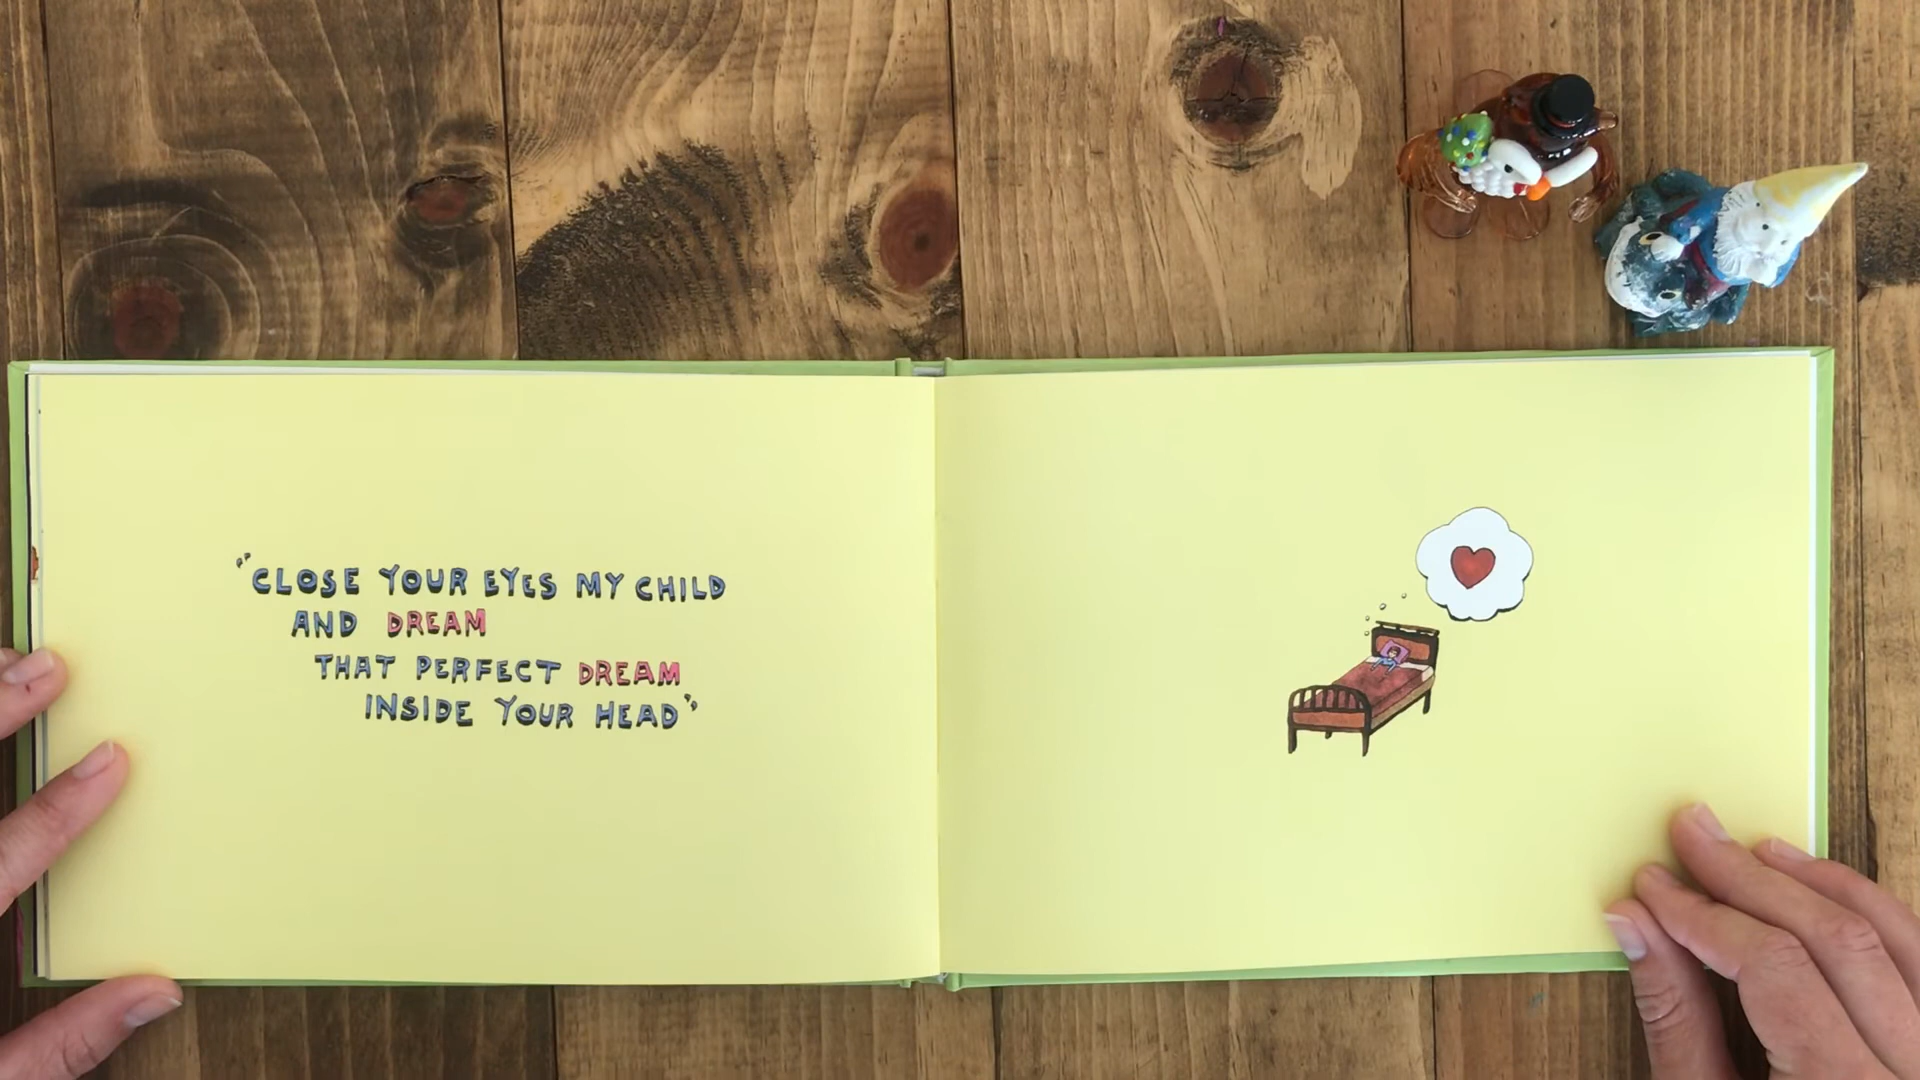 "CLOSE YOUR EYES MY CHILD
AND DREAM
THAT PERFECT DREAM
INSIDE YOUR HEAD"